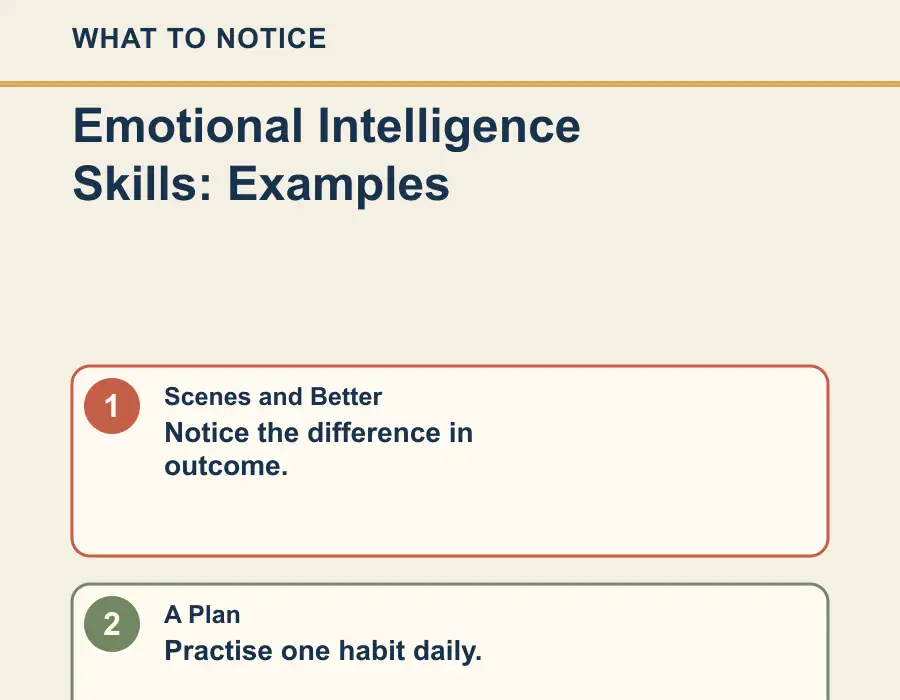 WHAT TO NOTICE
Emotional Intelligence
Skills: Examples
1
Scenes and Better
Notice the difference in
outcome.
2
A Plan
Practise one habit daily.